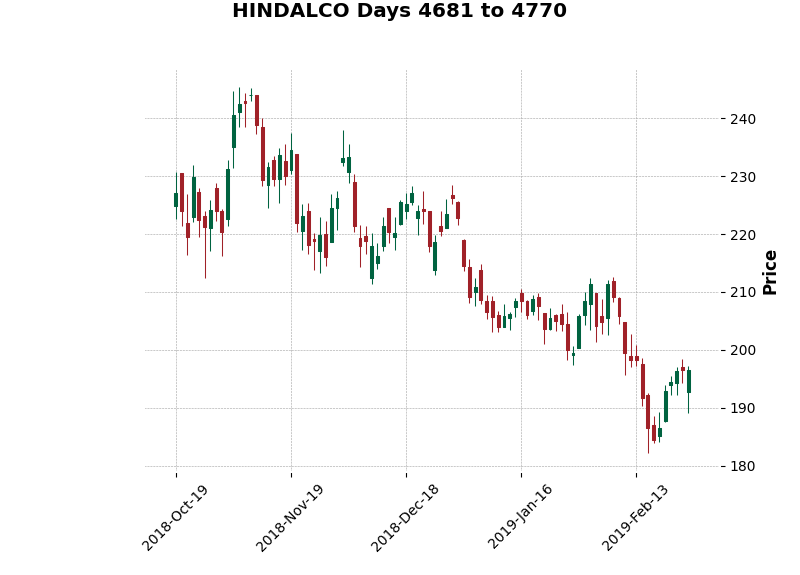 HINDALCO Days 4681 to 4770
240
230
220
210
200
190
180
Price
2018-Oct-19
2018-Nov-19
2018-Dec-18
2019-Jan-16
2019-Feb-13